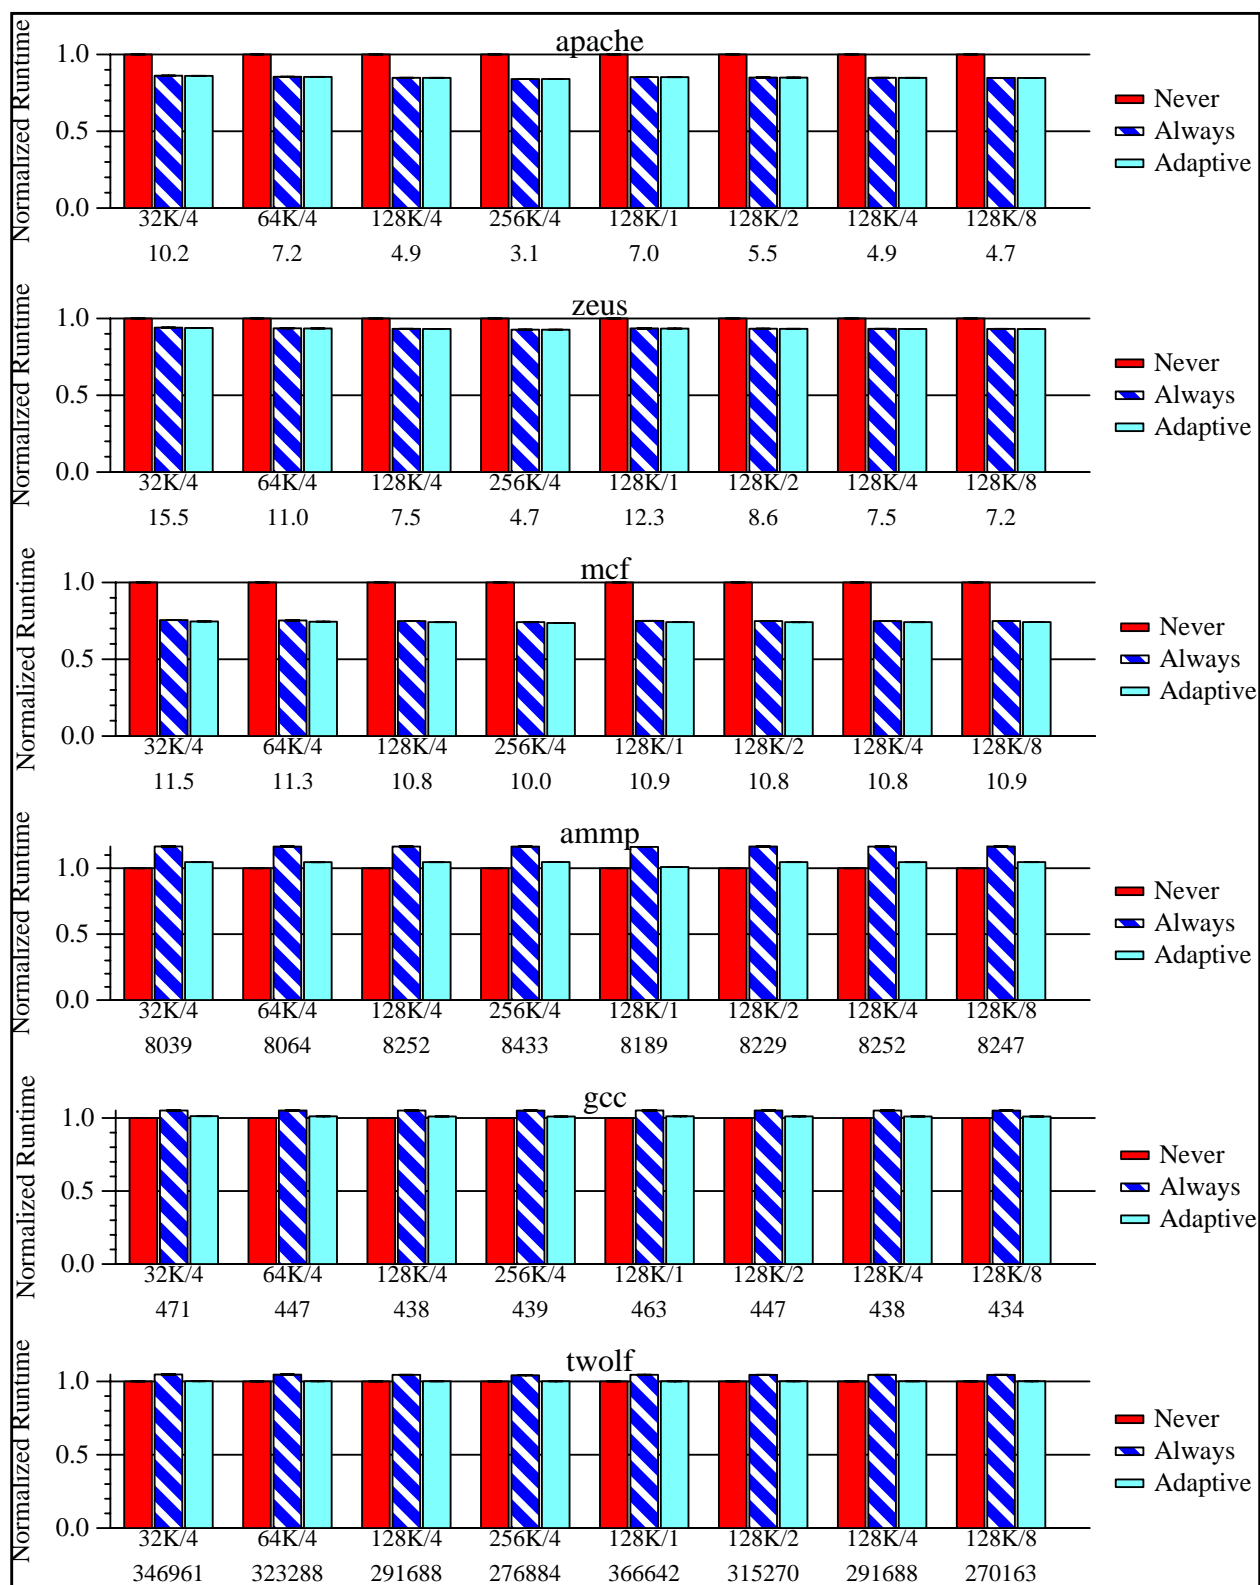 apache
Normalized Runtime
1.0
0.5
0.0
32K/4 64K/4 128K/4 256K/4 128K/1 128K/2 128K/4 128K/8
10.2 7.2 4.9 3.1 7.0 5.5 4.9 4.7
Never
Always
Adaptive
zeus
Normalized Runtime
1.0
0.5
0.0
32K/4 64K/4 128K/4 256K/4 128K/1 128K/2 128K/4 128K/8
15.5 11.0 7.5 4.7 12.3 8.6 7.5 7.2
Never
Always
Adaptive
mcf
Normalized Runtime
1.0
0.5
0.0
32K/4 64K/4 128K/4 256K/4 128K/1 128K/2 128K/4 128K/8
11.5 11.3 10.8 10.0 10.9 10.8 10.8 10.9
Never
Always
Adaptive
ammp
Normalized Runtime
1.0
0.5
0.0
32K/4 64K/4 128K/4 256K/4 128K/1 128K/2 128K/4 128K/8
8039 8064 8252 8433 8189 8229 8252 8247
Never
Always
Adaptive
gcc
Normalized Runtime
1.0
0.5
0.0
32K/4 64K/4 128K/4 256K/4 128K/1 128K/2 128K/4 128K/8
471 447 438 439 463 447 438 434
Never
Always
Adaptive
twolf
Normalized Runtime
1.0
0.5
0.0
32K/4 64K/4 128K/4 256K/4 128K/1 128K/2 128K/4 128K/8
346961 323288 291688 276884 366642 315270 291688 270163
Never
Always
Adaptive